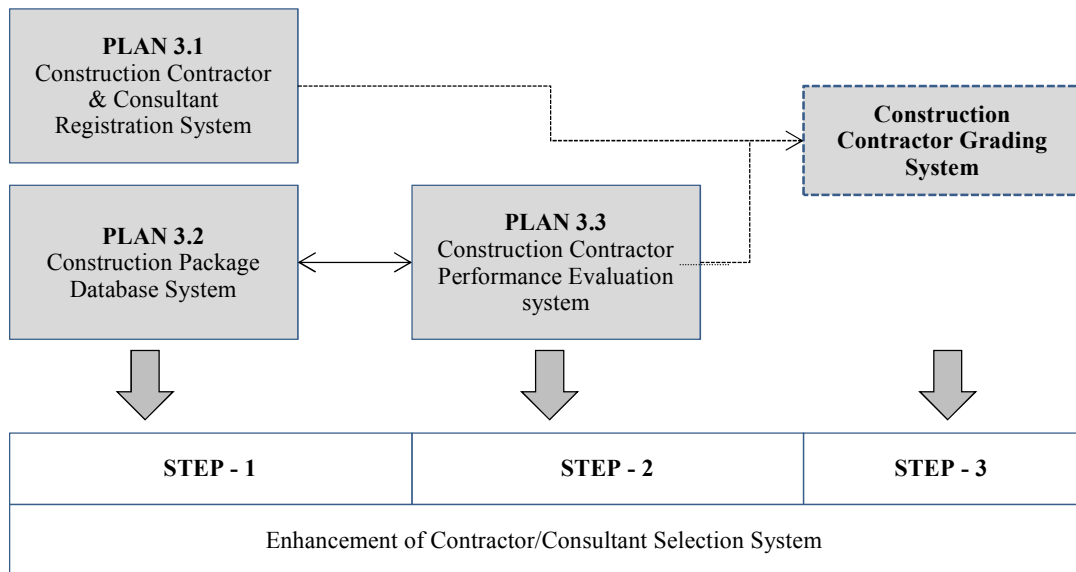 PLAN 3.1
Construction Contractor
& Consultant
Registration System
Construction
Contractor Grading
System
PLAN 3.2
Construction Package
Database System
PLAN 3.3
Construction Contractor
Performance Evaluation
system
STEP - 1
STEP - 2
STEP - 3
Enhancement of Contractor/Consultant Selection System